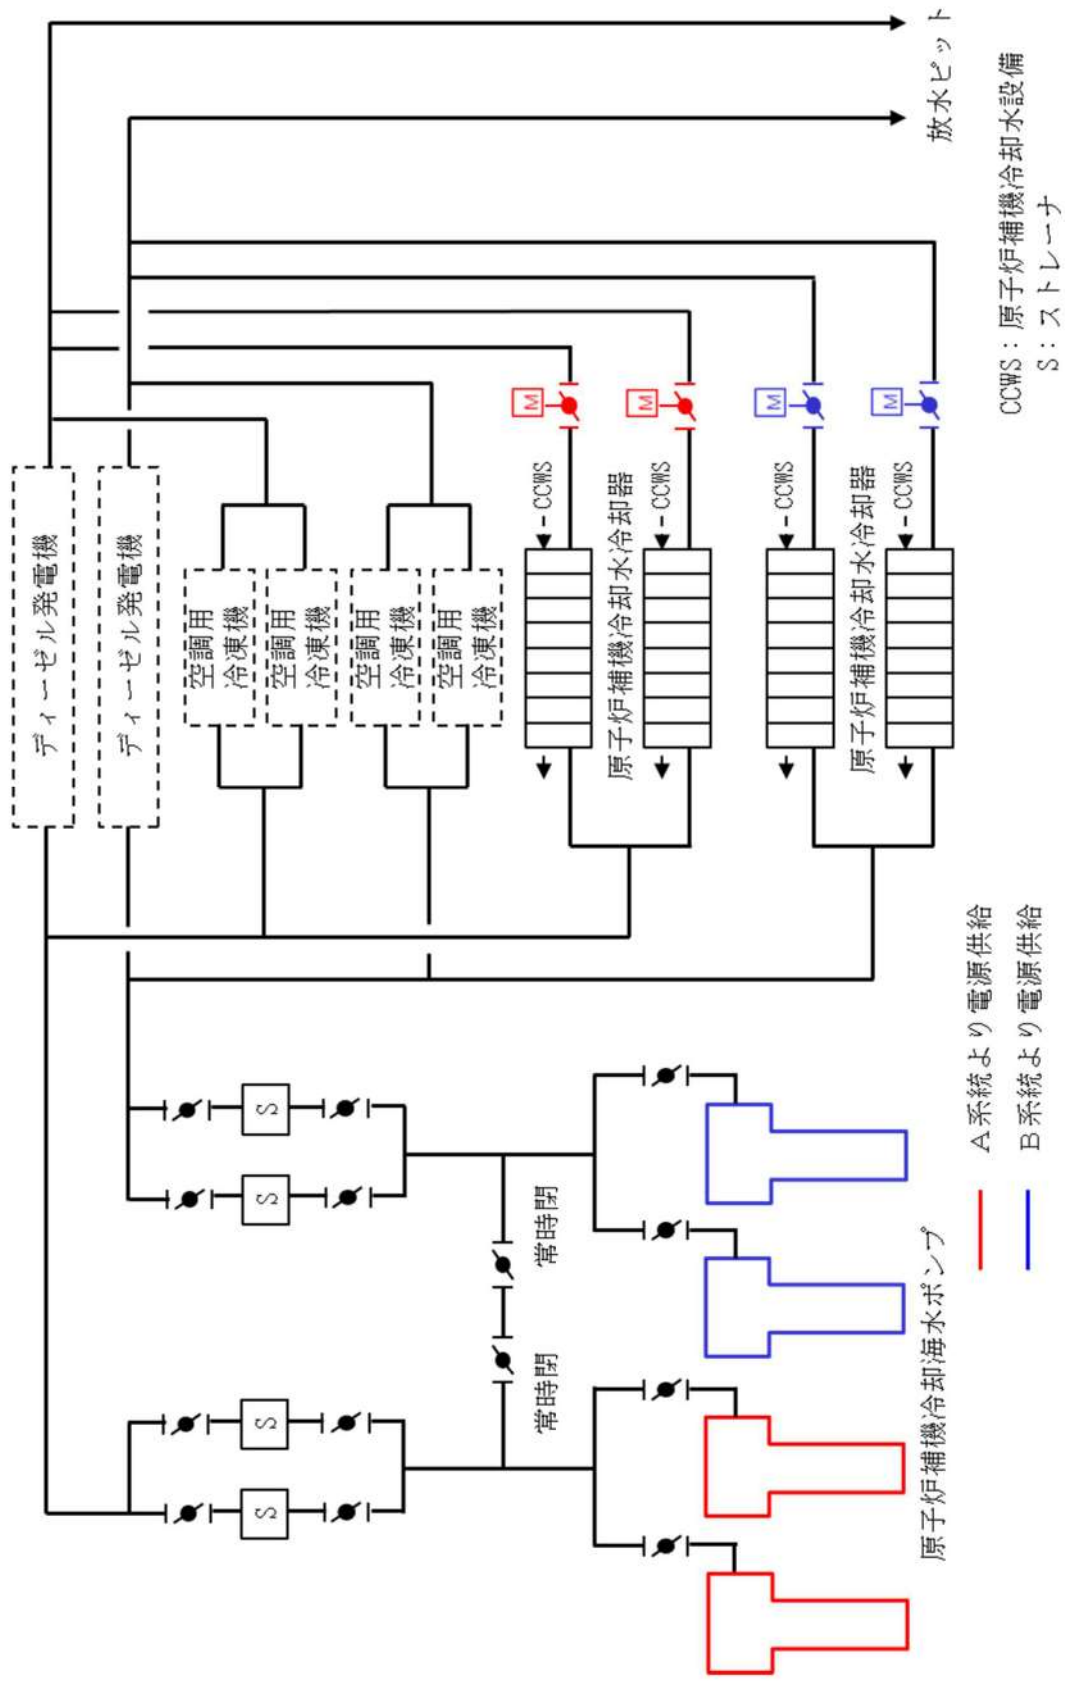 ディーゼル発電機
ディーゼル発電機
空調用
冷凍機
空調用
冷凍機
空調用
冷凍機
空調用
冷凍機
M
CCWS
原子炉補機冷却水冷却器
M
CCWS
M
CCWS
原子炉補機冷却水冷却器
M
CCWS
S
S
S
S
常時閉
常時閉
原子炉補機冷却海水ポンプ
A系統より電源供給
B系統より電源供給
放水ピット
CCWS：原子炉補機冷却水設備
S：ストレーナ